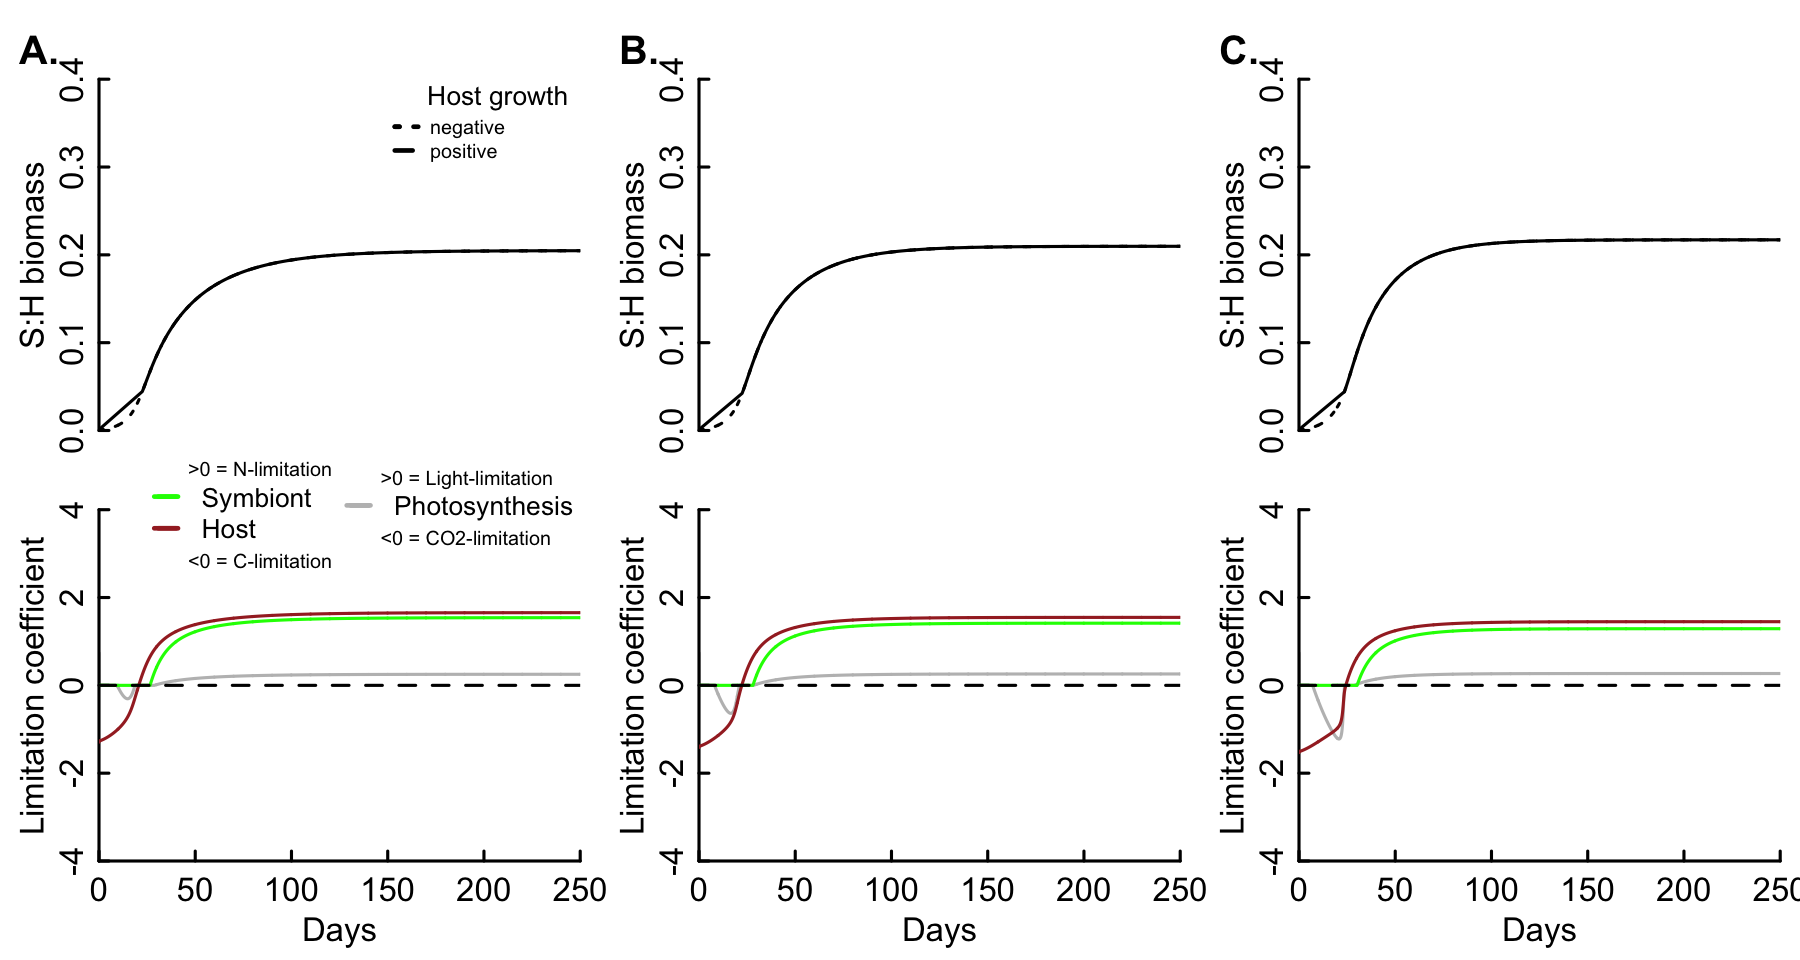 A.
S:H biomass
0.0
0.1
0.2
0.3
0.4
Host growth
negative
positive
B.
S:H biomass
0.0
0.1
0.2
0.3
0.4
C.
S:H biomass
0.0
0.1
0.2
0.3
0.4
Limitation coefficient
-4
-2
0
2
4
>0 = N-limitation
Symbiont
Host
<0 = C-limitation
>0 = Light-limitation
Photosynthesis
<0 = CO2-limitation
0 50 100 150 200 250
Days
Limitation coefficient
-4
-2
0
2
4
0 50 100 150 200 250
Days
Limitation coefficient
-4
-2
0
2
4
0 50 100 150 200 250
Days